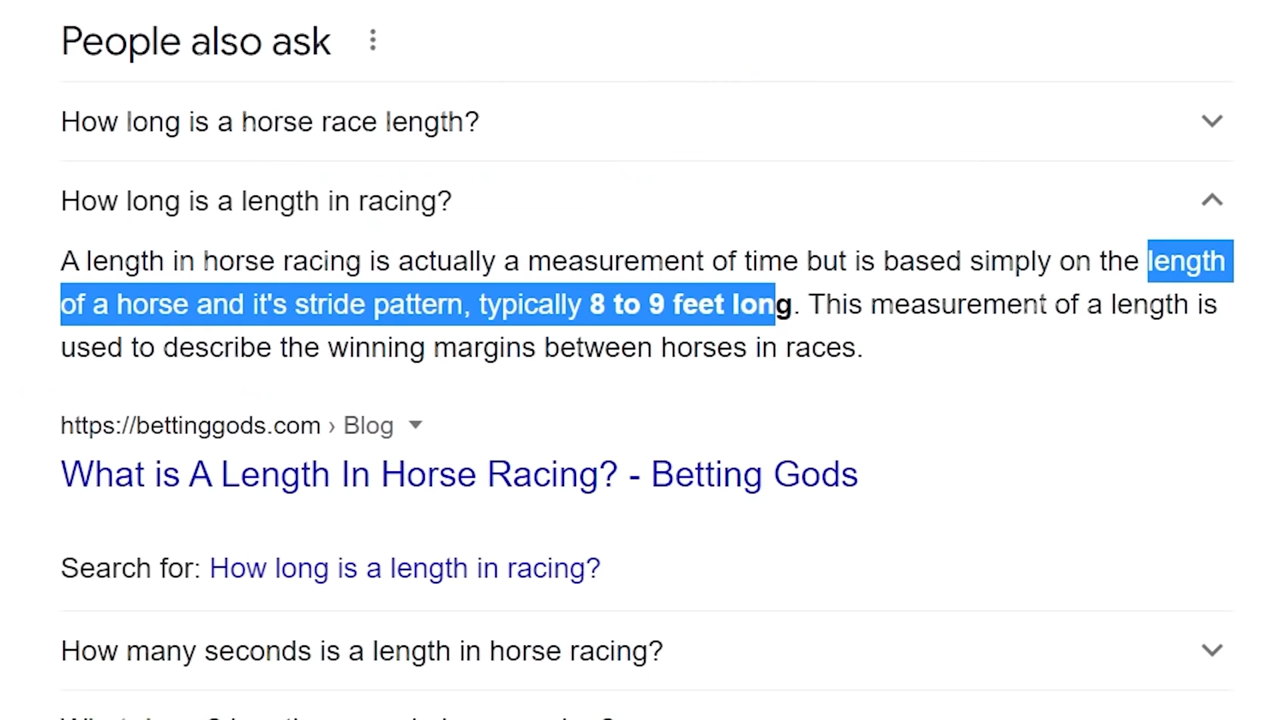 People also ask
How long is a horse race length?
How long is a length in racing?
A length in horse racing is actually a measurement of time but is based simply on the length
of a horse and it's stride pattern, typically 8 to 9 feet long. This measurement of a length is
used to describe the winning margins between horses in races.
https://bettinggods.com › Blog
What is A Length In Horse Racing? - Betting Gods
Search for: How long is a length in racing?
How many seconds is a length in horse racing?